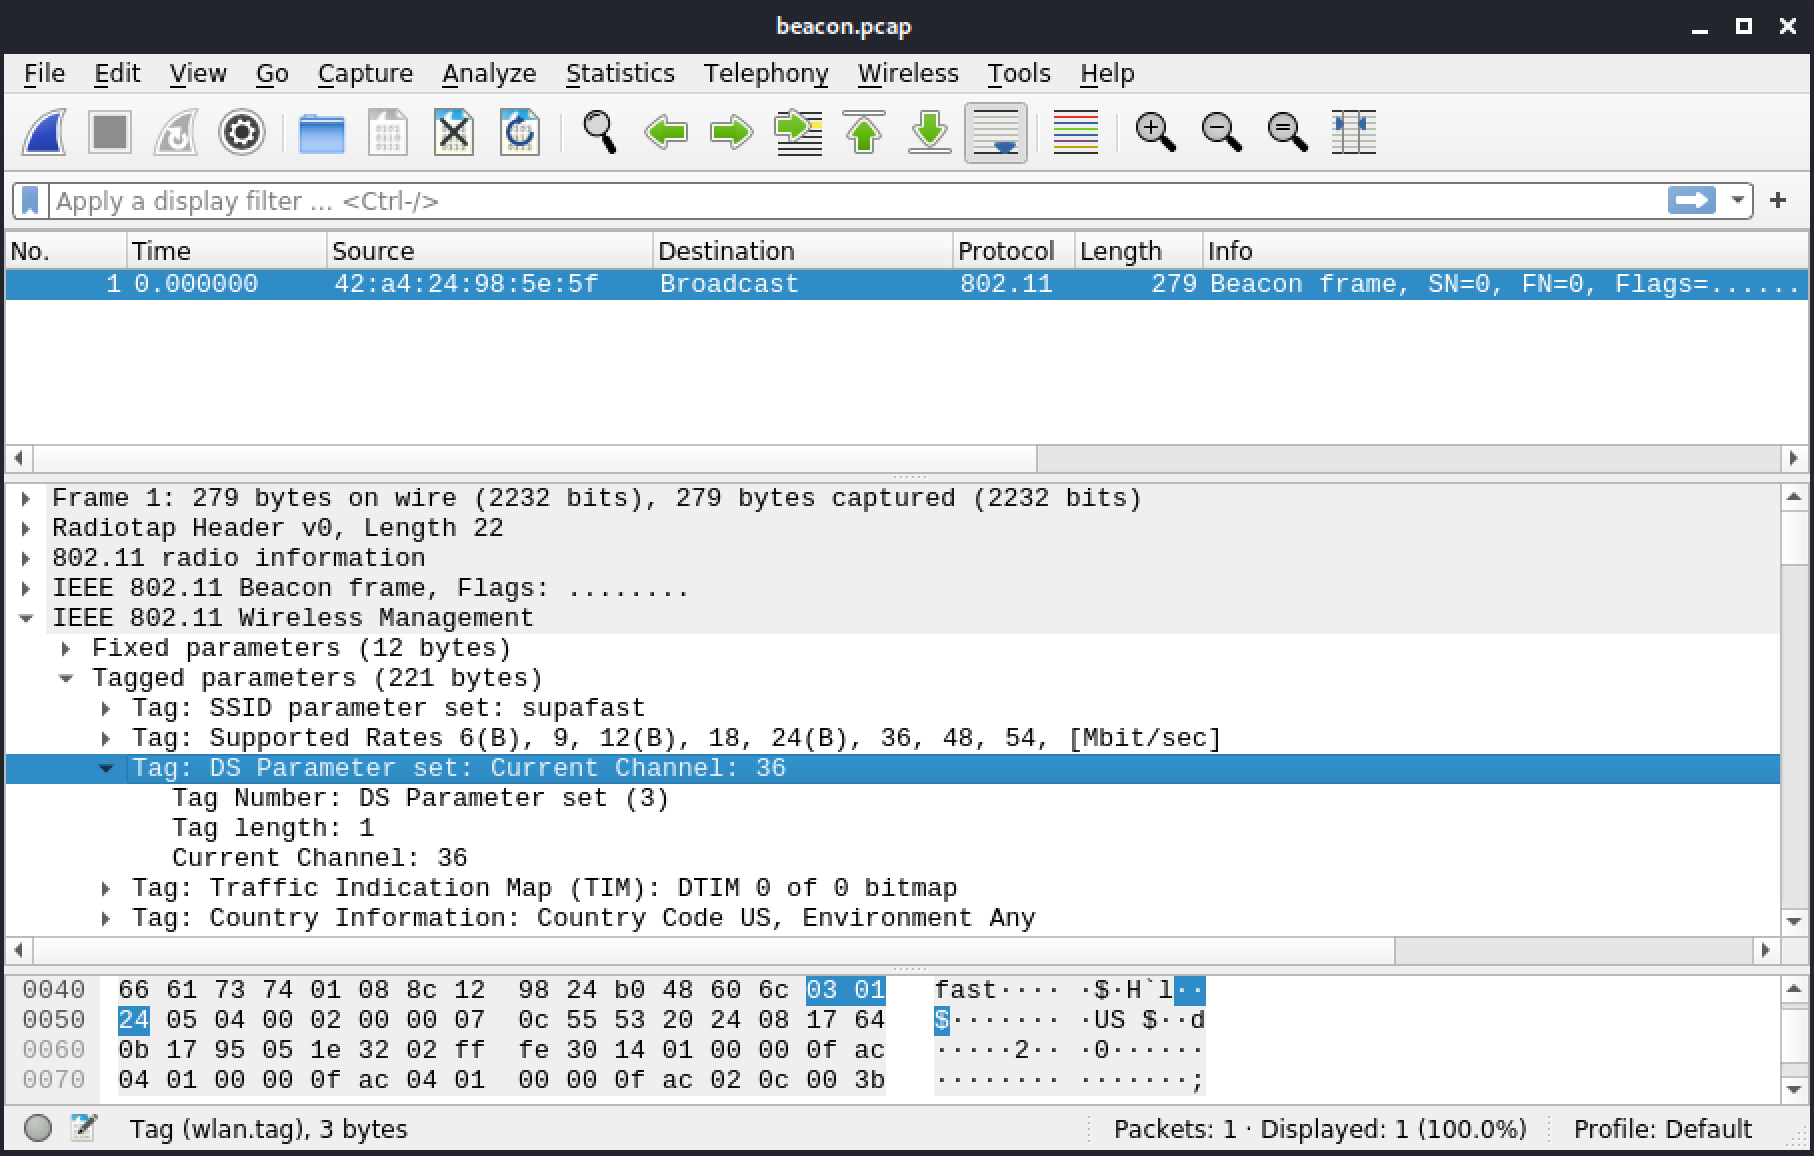 beacon.pcap
File Edit View Go Capture Analyze Statistics Telephony Wireless Tools Help
Apply a display filter ... <Ctrl-/>
No. Time Source Destination Protocol Length Info
1 0.000000 42:a4:24:98:5e:5f Broadcast 802.11 279 Beacon frame, SN=0, FN=0, Flags=......
Frame 1: 279 bytes on wire (2232 bits), 279 bytes captured (2232 bits)
Radiotap Header v0, Length 22
802.11 radio information
IEEE 802.11 Beacon frame, Flags: ........
IEEE 802.11 Wireless Management
Fixed parameters (12 bytes)
Tagged parameters (221 bytes)
Tag: SSID parameter set: supafast
Tag: Supported Rates 6(B), 9, 12(B), 18, 24(B), 36, 48, 54, [Mbit/sec]
Tag: DS Parameter set: Current Channel: 36
Tag Number: DS Parameter set (3)
Tag length: 1
Current Channel: 36
Tag: Traffic Indication Map (TIM): DTIM 0 of 0 bitmap
Tag: Country Information: Country Code US, Environment Any
0040 66 61 73 74 01 08 8c 12 98 24 b0 48 60 6c 03 01 fast···· ·$·H`l··
0050 24 05 04 00 02 00 00 07 0c 55 53 20 24 08 17 64 $······· ·US $··d
0060 0b 17 95 05 1e 32 02 ff fe 30 14 01 00 00 0f ac ·····2·· ·0······
0070 04 01 00 00 0f ac 04 01 00 00 0f ac 02 0c 00 3b ········ ·······;
Tag (wlan.tag), 3 bytes
Packets: 1 · Displayed: 1 (100.0%)
Profile: Default